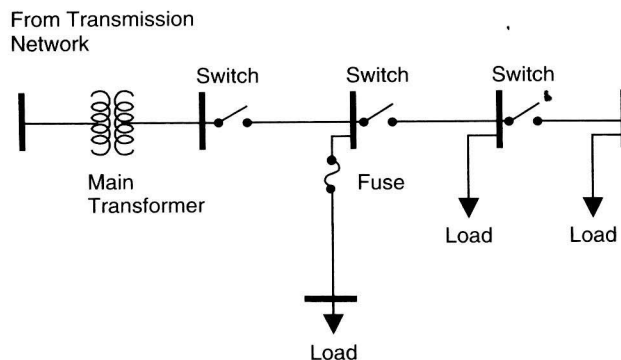 From Transmission
Network
Switch
Switch
Switch
Main
Transformer
Fuse
Load
Load
Load